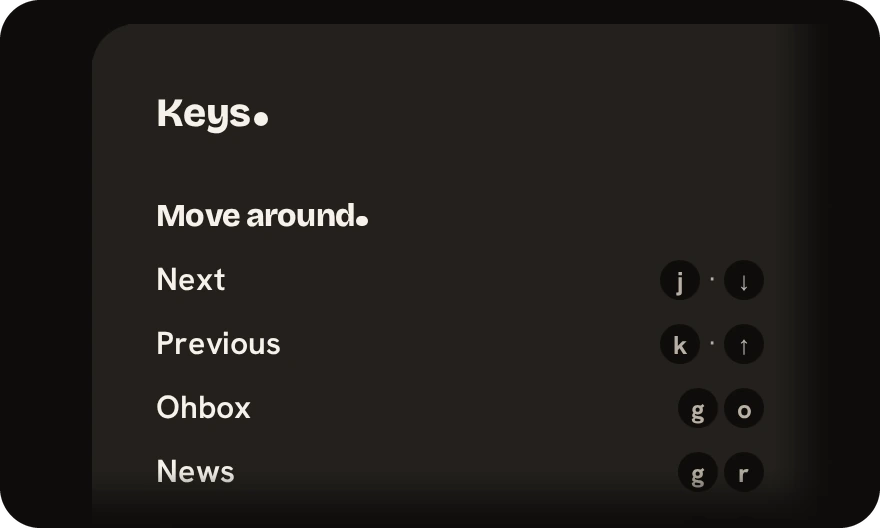 Keys.
Move around.
Next j · ↓
Previous k · ↑
Ohbox g o
News g r